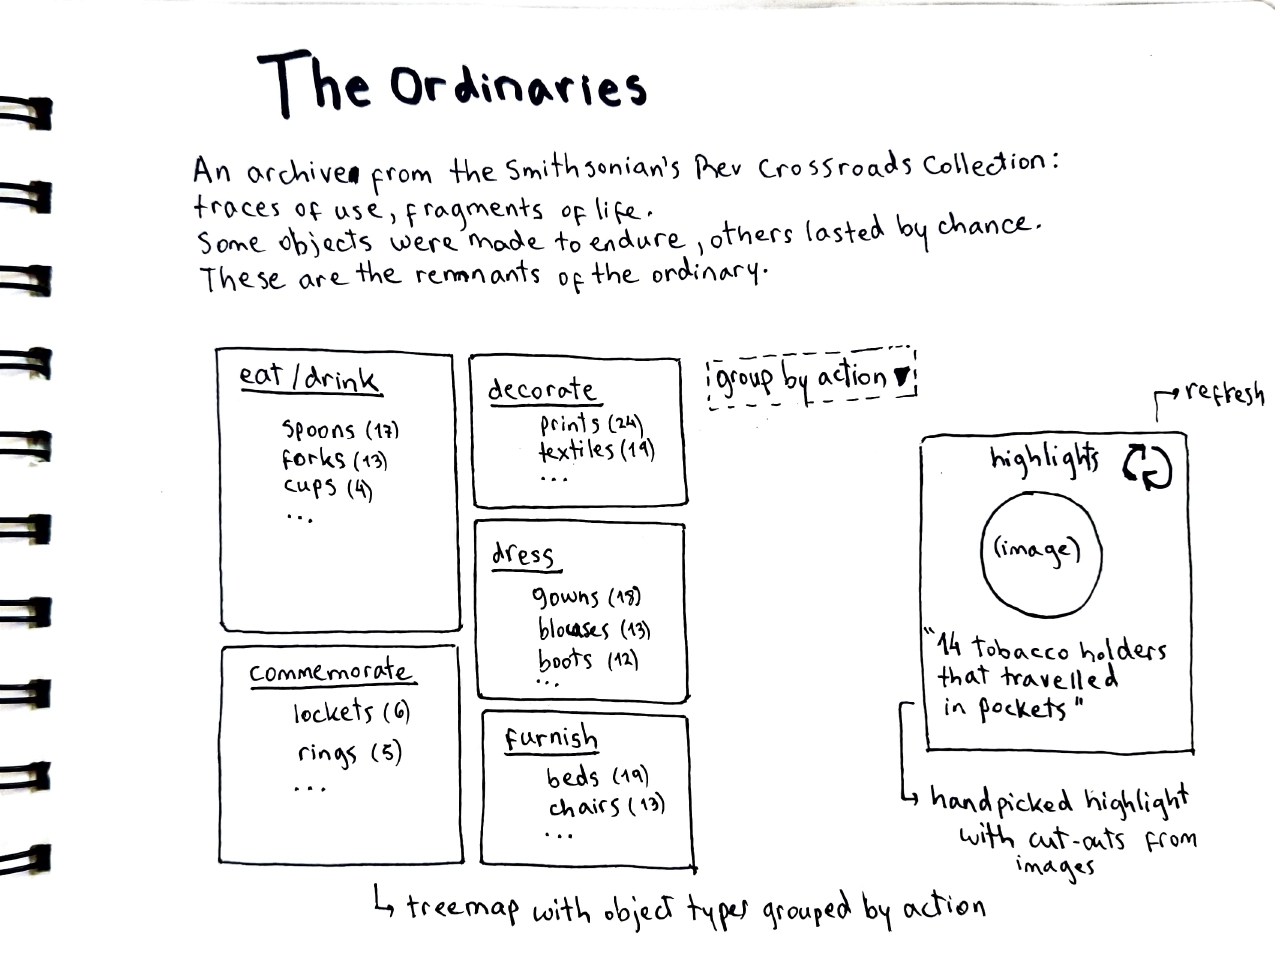 The Ordinaries
An archive from the Smithsonian's Rev Crossroads Collection:
traces of use, fragments of life.
Some objects were made to endure, others lasted by chance.
These are the remnants of the ordinary.
eat/drink
spoons (17)
forks (13)
cups (4)
...
commemorate
lockets (6)
rings (5)
...
decorate
prints (24)
textiles (19)
...
dress
gowns (18)
blouses (13)
boots (12)
...
furnish
beds (19)
chairs (13)
...
group by action ▼
→ refresh
highlights
(image)
"14 tobacco holders
that travelled
in pockets"
↳ handpicked highlight
with cut-outs from
images
↳ treemap with object types grouped by action